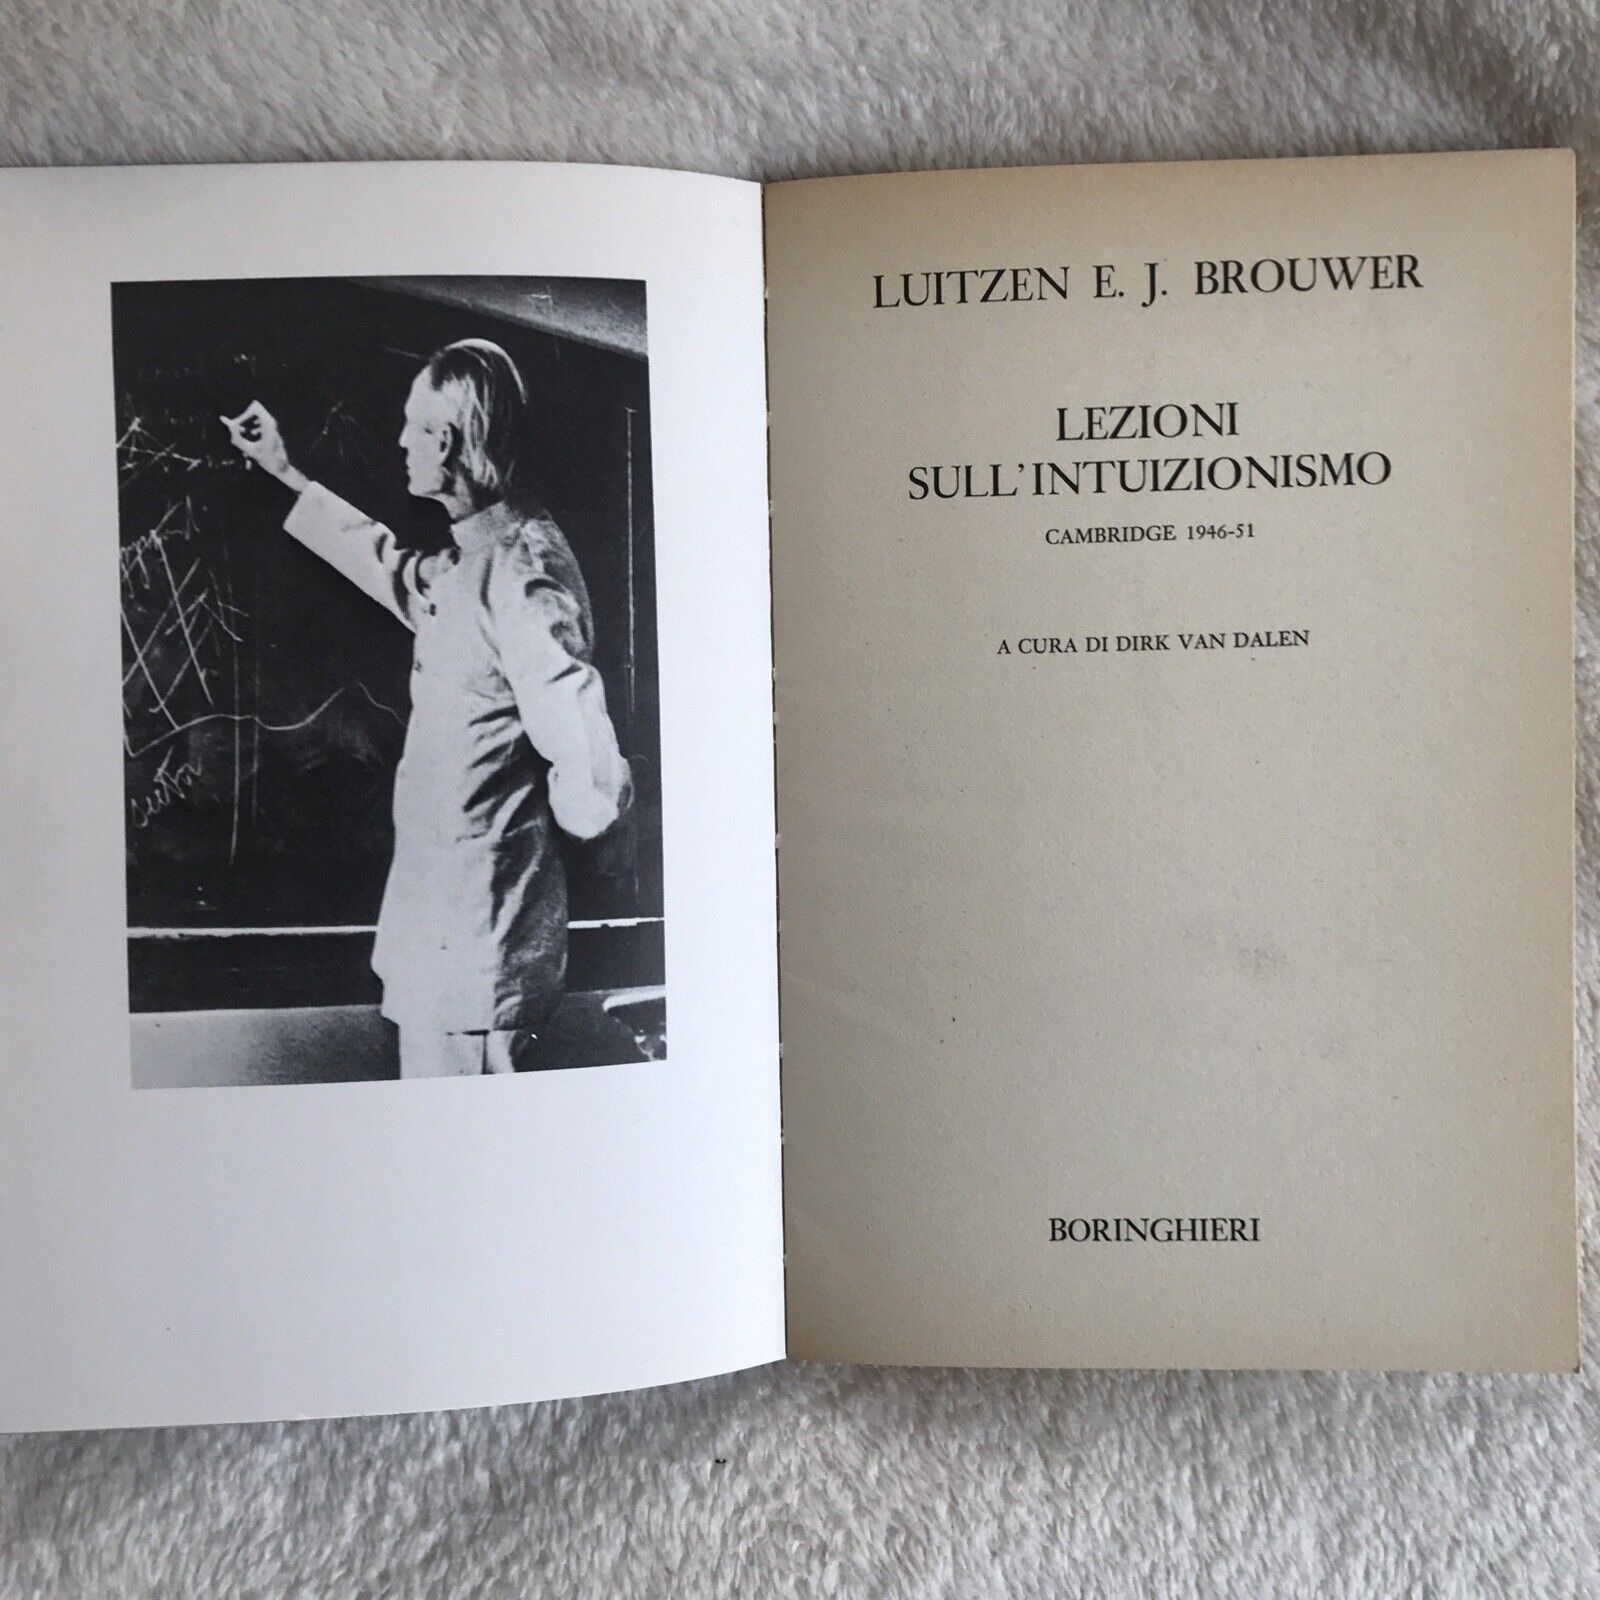 LUITZEN E. J. BROUWER
LEZIONI
SULL'INTUIZIONISMO
CAMBRIDGE 1946-51
A CURA DI DIRK VAN DALEN
BORINGHIERI